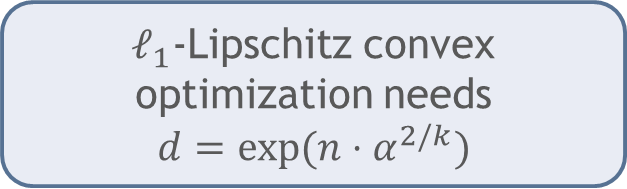 ℓ₁-Lipschitz convex
optimization needs
𝑑 = exp(𝑛 · 𝛼^{2/𝑘})